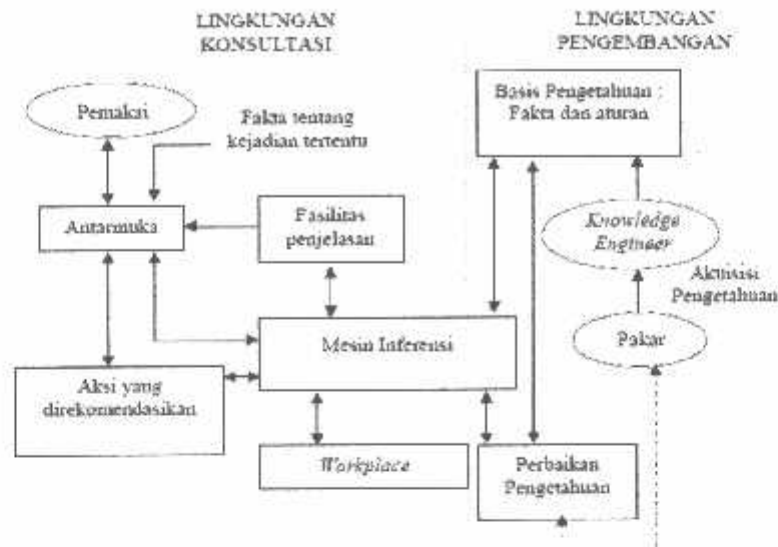 LINGKUNGAN
KONSULTASI
LINGKUNGAN
PENGEMBANGAN
Pemakai
Fakta tentang
kejadian tertentu
Basis Pengetahuan :
Fakta dan aturan
Antarmuka
Fasilitas
penjelasan
Knowledge
Engineer
Akuisisi
Pengetahuan
Mesin Inferensi
Pakar
Aksi yang
direkomendasikan
Workplace
Perbaikan
Pengetahuan